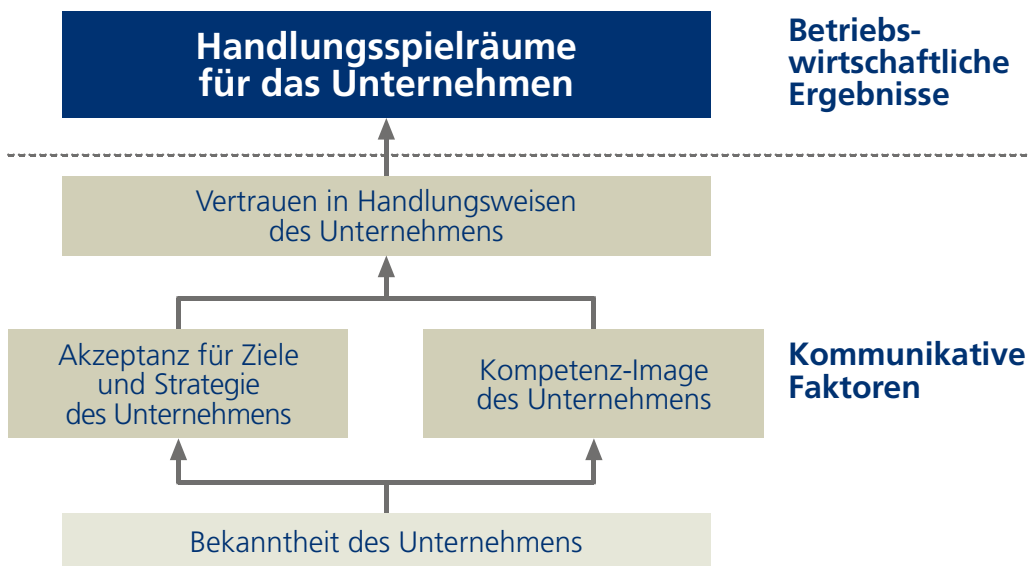 Handlungsspielräume
für das Unternehmen
Betriebs-
wirtschaftliche
Ergebnisse
Vertrauen in Handlungsweisen
des Unternehmens
Akzeptanz für Ziele
und Strategie
des Unternehmens
Kompetenz-Image
des Unternehmens
Kommunikative
Faktoren
Bekanntheit des Unternehmens